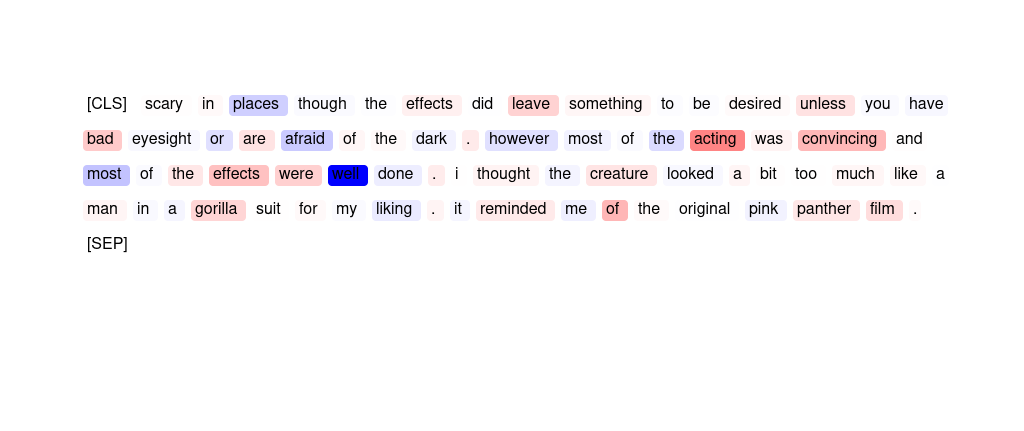 [CLS] scary in places though the effects did leave something to be desired unless you have
bad eyesight or are afraid of the dark . however most of the acting was convincing and
most of the effects were well done . i thought the creature looked a bit too much like a
man in a gorilla suit for my liking . it reminded me of the original pink panther film .
[SEP]